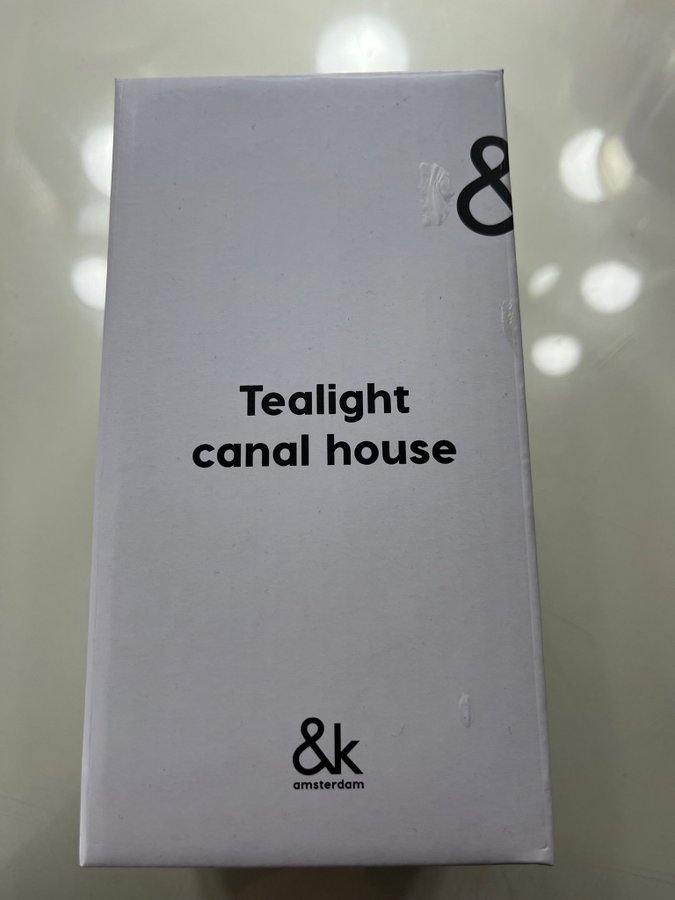 &
Tealight
canal house
&k
amsterdam